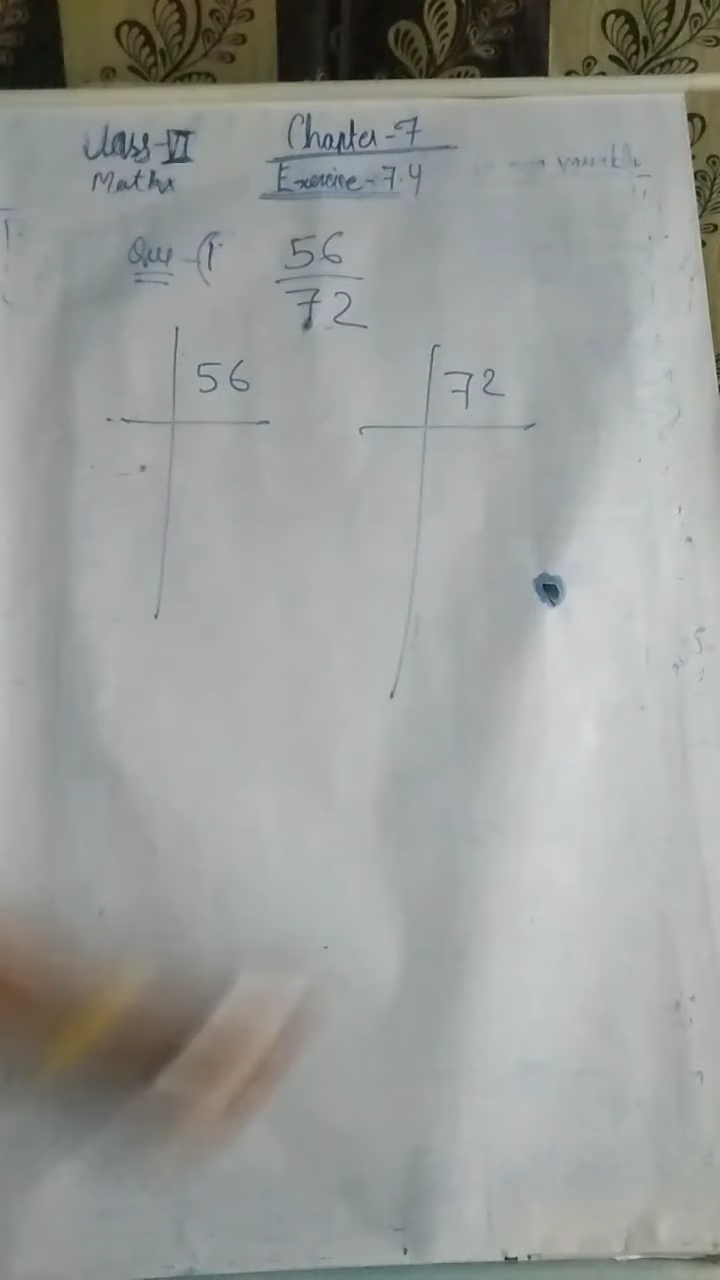 Class-VI Chapter-7
Maths Exercise-7.4
Que-(1 56
72
56 72